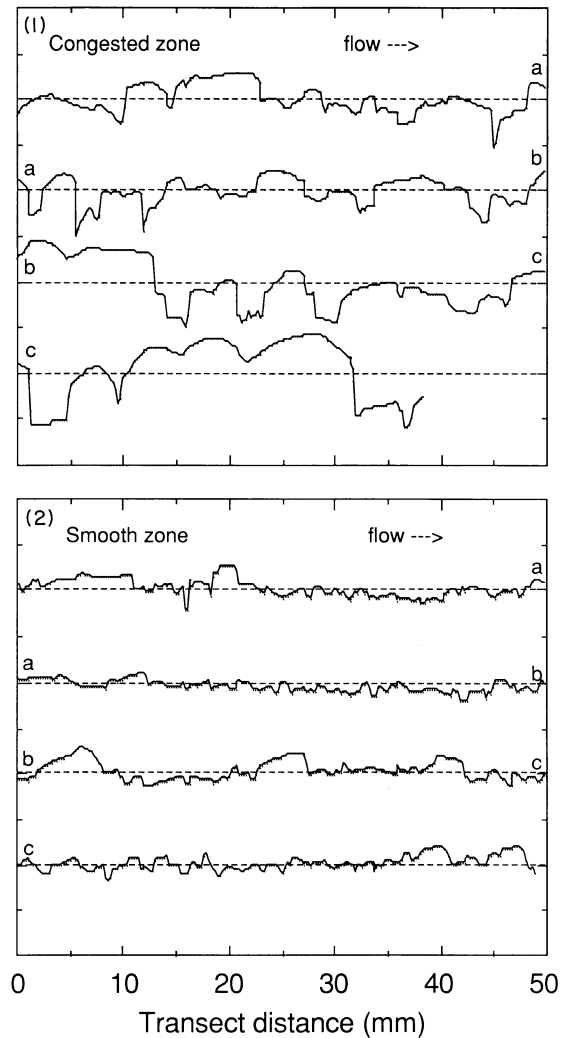 (1)
Congested zone flow --->
a
a b
b c
c
(2)
Smooth zone flow --->
a
a b
b c
c
0 10 20 30 40 50
Transect distance (mm)